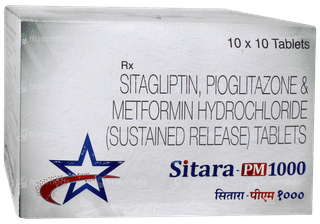 10 x 10 Tablets
Rx
SITAGLIPTIN, PIOGLITAZONE &
METFORMIN HYDROCHLORIDE
(SUSTAINED RELEASE) TABLETS
Sitara-PM1000
सितारा-पीएम १०००